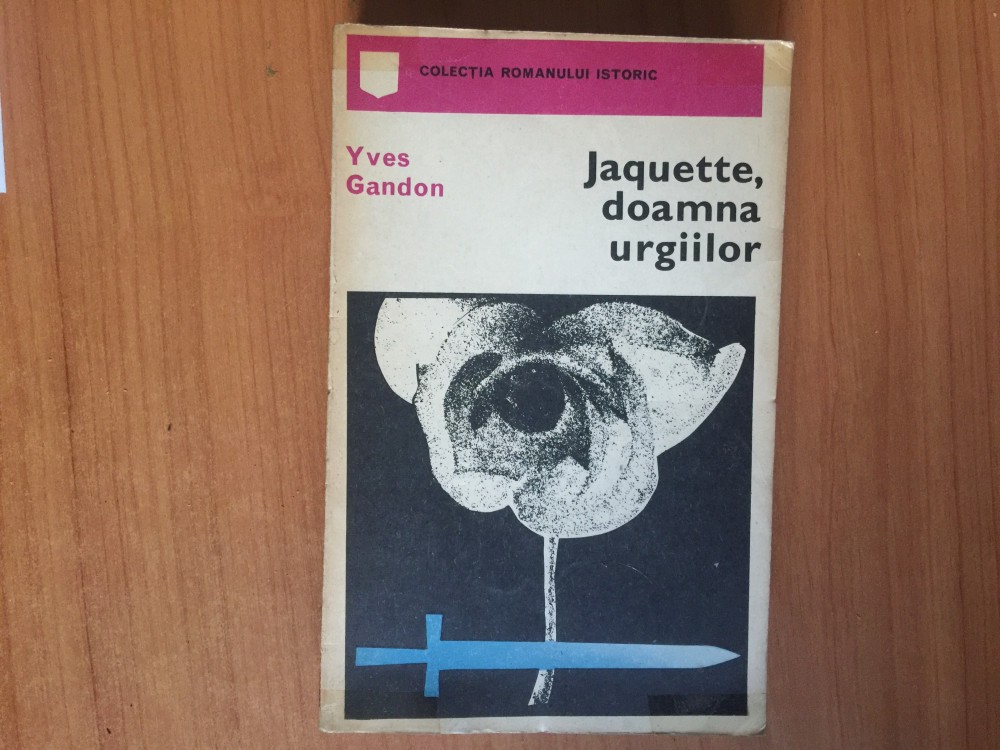 COLECȚIA ROMANULUI ISTORIC
Yves
Gandon
Jaquette,
doamna
urgiilor